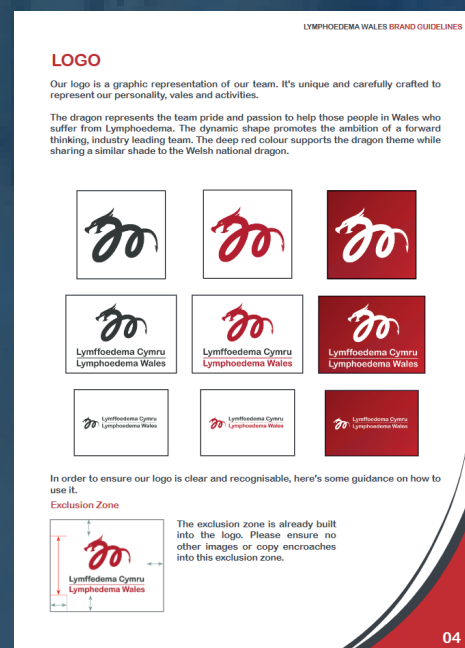 LYMPHOEDEMA WALES BRAND GUIDELINES
LOGO
Our logo is a graphic representation of our team. It's unique and carefully crafted to
represent our personality, vales and activities.
The dragon represents the team pride and passion to help those people in Wales who
suffer from Lymphoedema. The dynamic shape promotes the ambition of a forward
thinking, industry leading team. The deep red colour supports the dragon theme while
sharing a similar shade to the Welsh national dragon.
Lymffoedema Cymru
Lymphoedema Wales
Lymffoedema Cymru
Lymphoedema Wales
Lymffoedema Cymru
Lymphoedema Wales
Lymffoedema Cymru
Lymphoedema Wales
Lymffoedema Cymru
Lymphoedema Wales
Lymffoedema Cymru
Lymphoedema Wales
In order to ensure our logo is clear and recognisable, here's some guidance on how to
use it.
Exclusion Zone
The exclusion zone is already built
into the logo. Please ensure no
other images or copy encroaches
into this exclusion zone.
Lymffedema Cymru
Lymphedema Wales
04